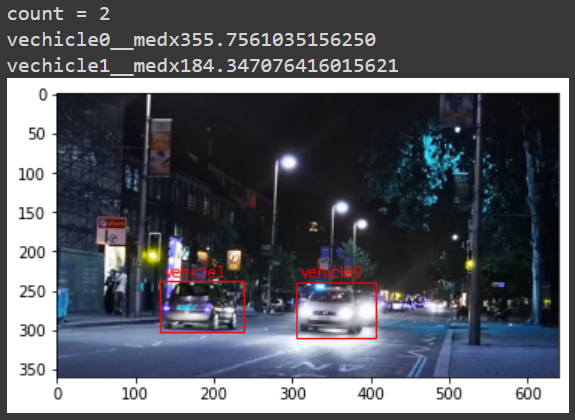 count = 2
vechicle0__medx355.7561035156250
vechicle1__medx184.347076416015621
0
50
100
150
200
250
300
350
vehicle1
vehicle0
0 100 200 300 400 500 600